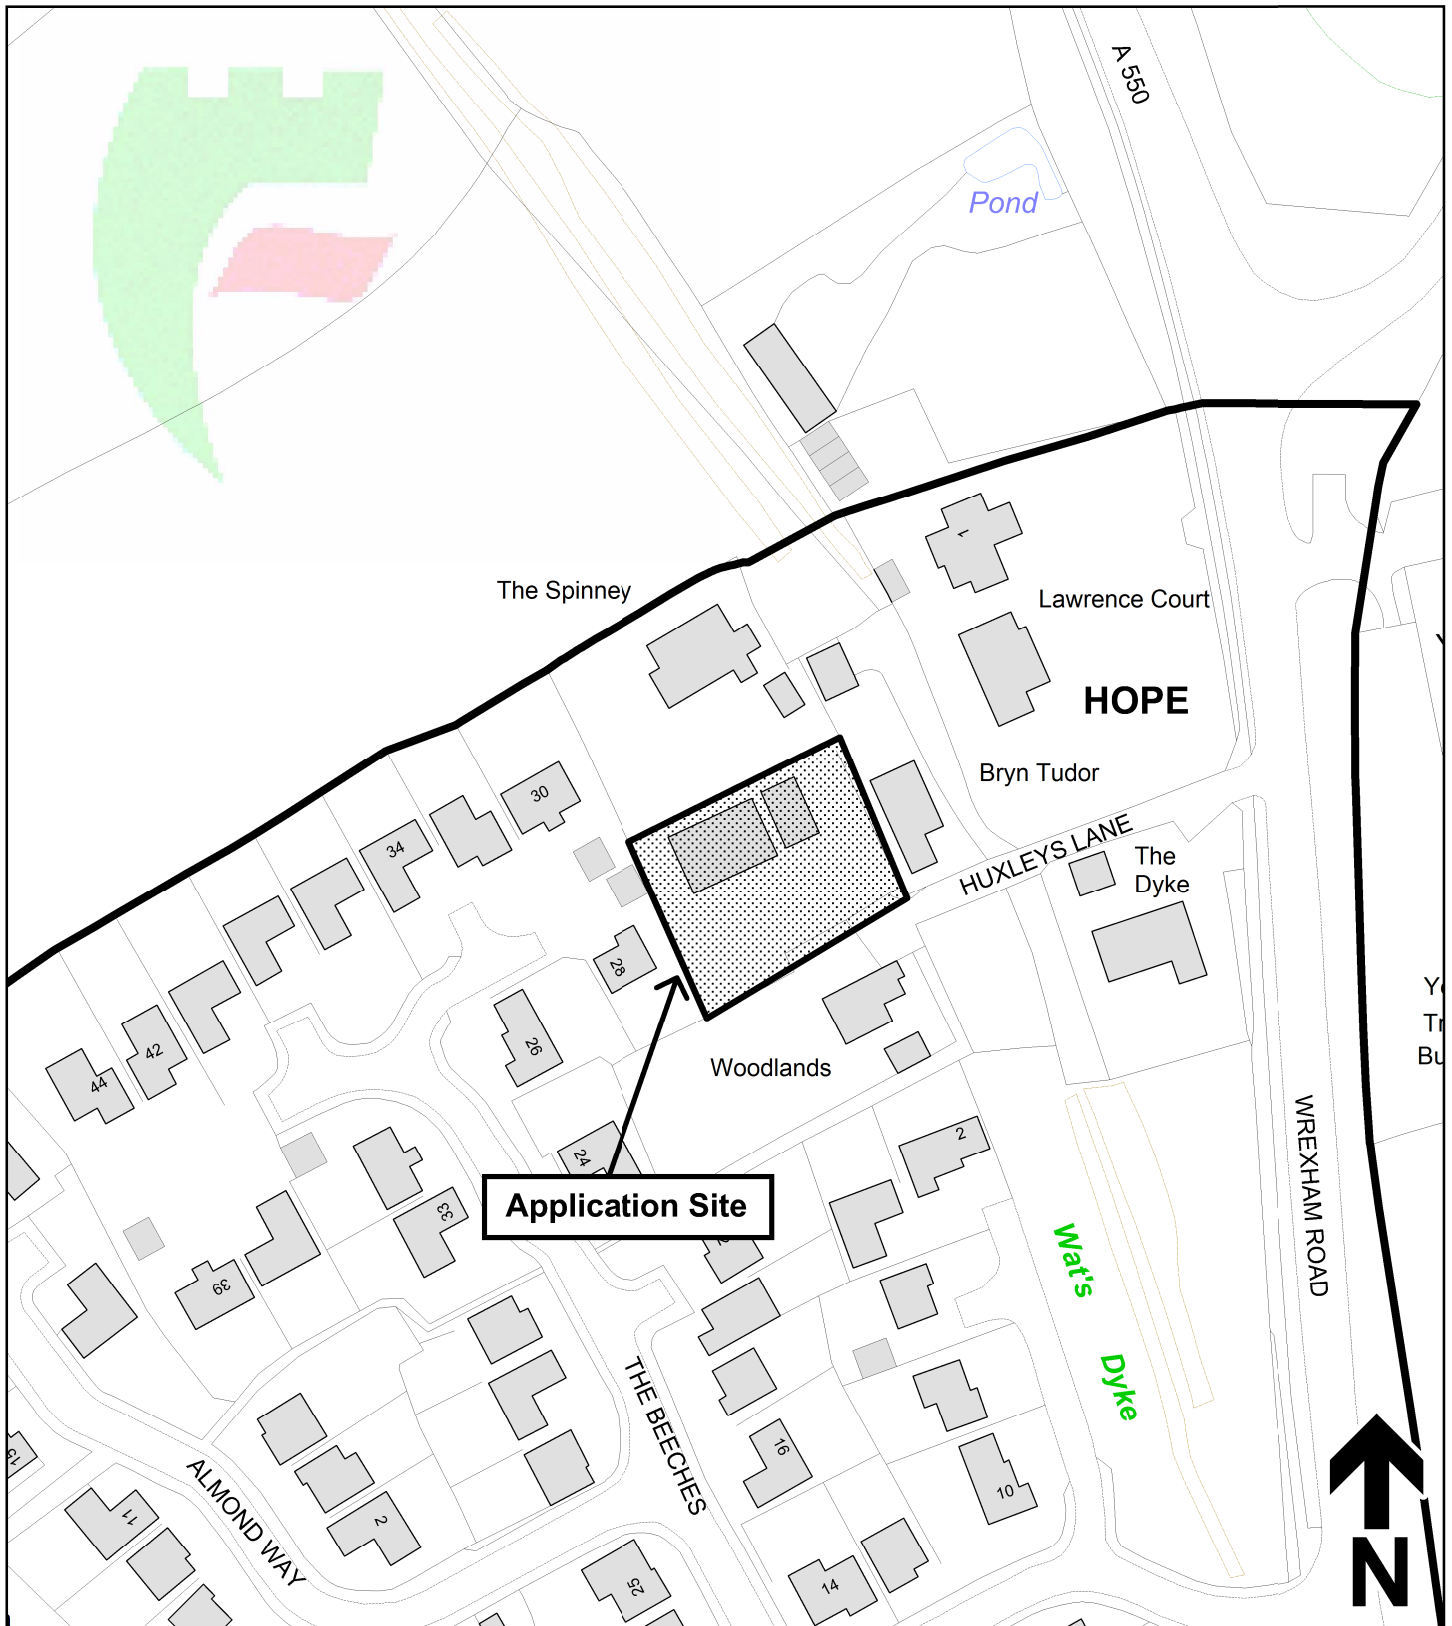 A 550
Pond
The Spinney
1
Lawrence Court
HOPE
Bryn Tudor
30
34
HUXLEYS LANE
The
Dyke
28
26
42
44
Woodlands
24
2
Application Site
33
39
WREXHAM ROAD
Wat's
Dyke
THE BEECHES
16
10
ALMOND WAY
2
11
15
14
25
N